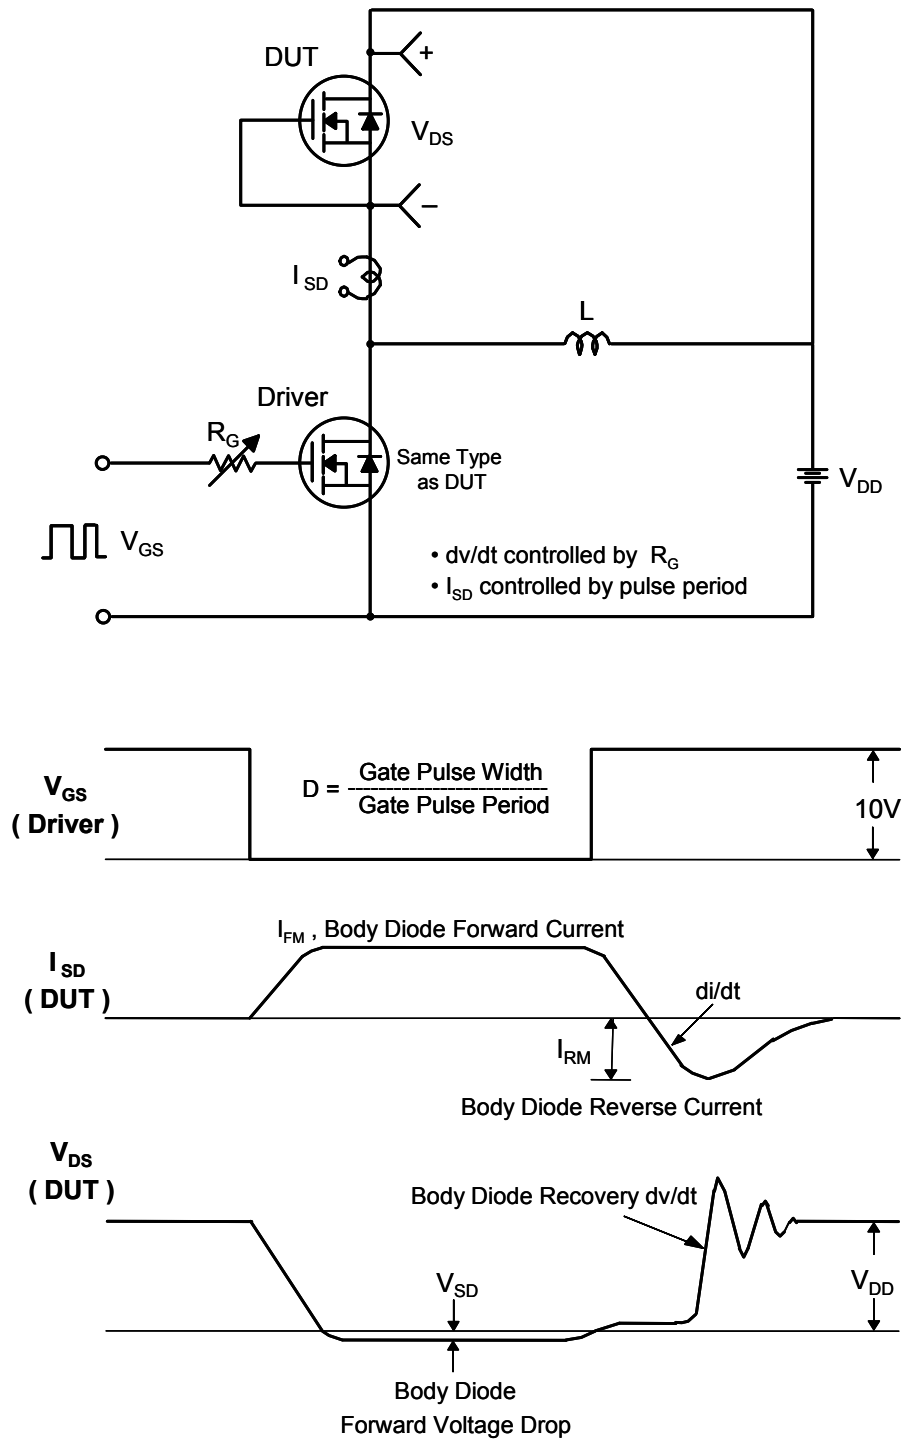 DUT
+
V_DS
−
I_SD
L
Driver
R_G
Same Type
as DUT
V_DD
V_GS
• dv/dt controlled by R_G
• I_SD controlled by pulse period
V_GS
( Driver )
D = Gate Pulse Width
Gate Pulse Period
10V
I_FM , Body Diode Forward Current
I_SD
( DUT )
di/dt
I_RM
Body Diode Reverse Current
V_DS
( DUT )
Body Diode Recovery dv/dt
V_SD
V_DD
Body Diode
Forward Voltage Drop